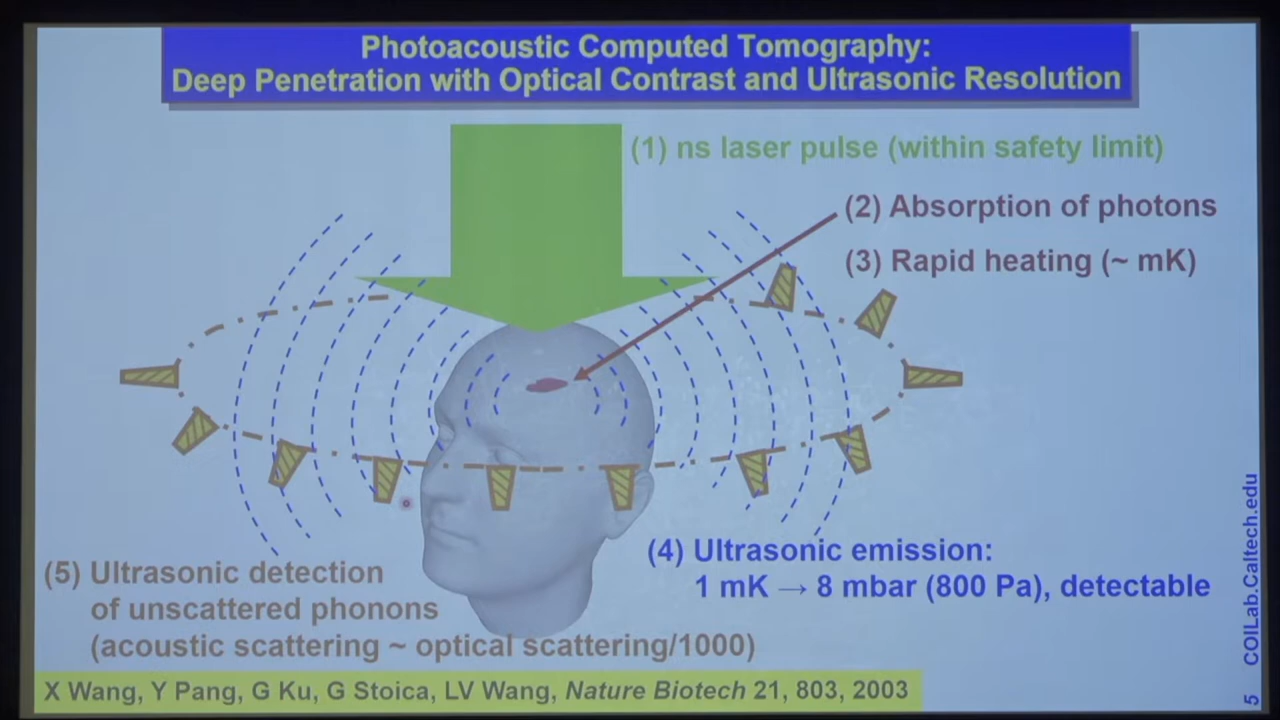 Photoacoustic Computed Tomography:
Deep Penetration with Optical Contrast and Ultrasonic Resolution
(1) ns laser pulse (within safety limit)
(2) Absorption of photons
(3) Rapid heating (~ mK)
(4) Ultrasonic emission:
1 mK → 8 mbar (800 Pa), detectable
(5) Ultrasonic detection
of unscattered phonons
(acoustic scattering ~ optical scattering/1000)
X Wang, Y Pang, G Ku, G Stoica, LV Wang, Nature Biotech 21, 803, 2003
5 COILab.Caltech.edu